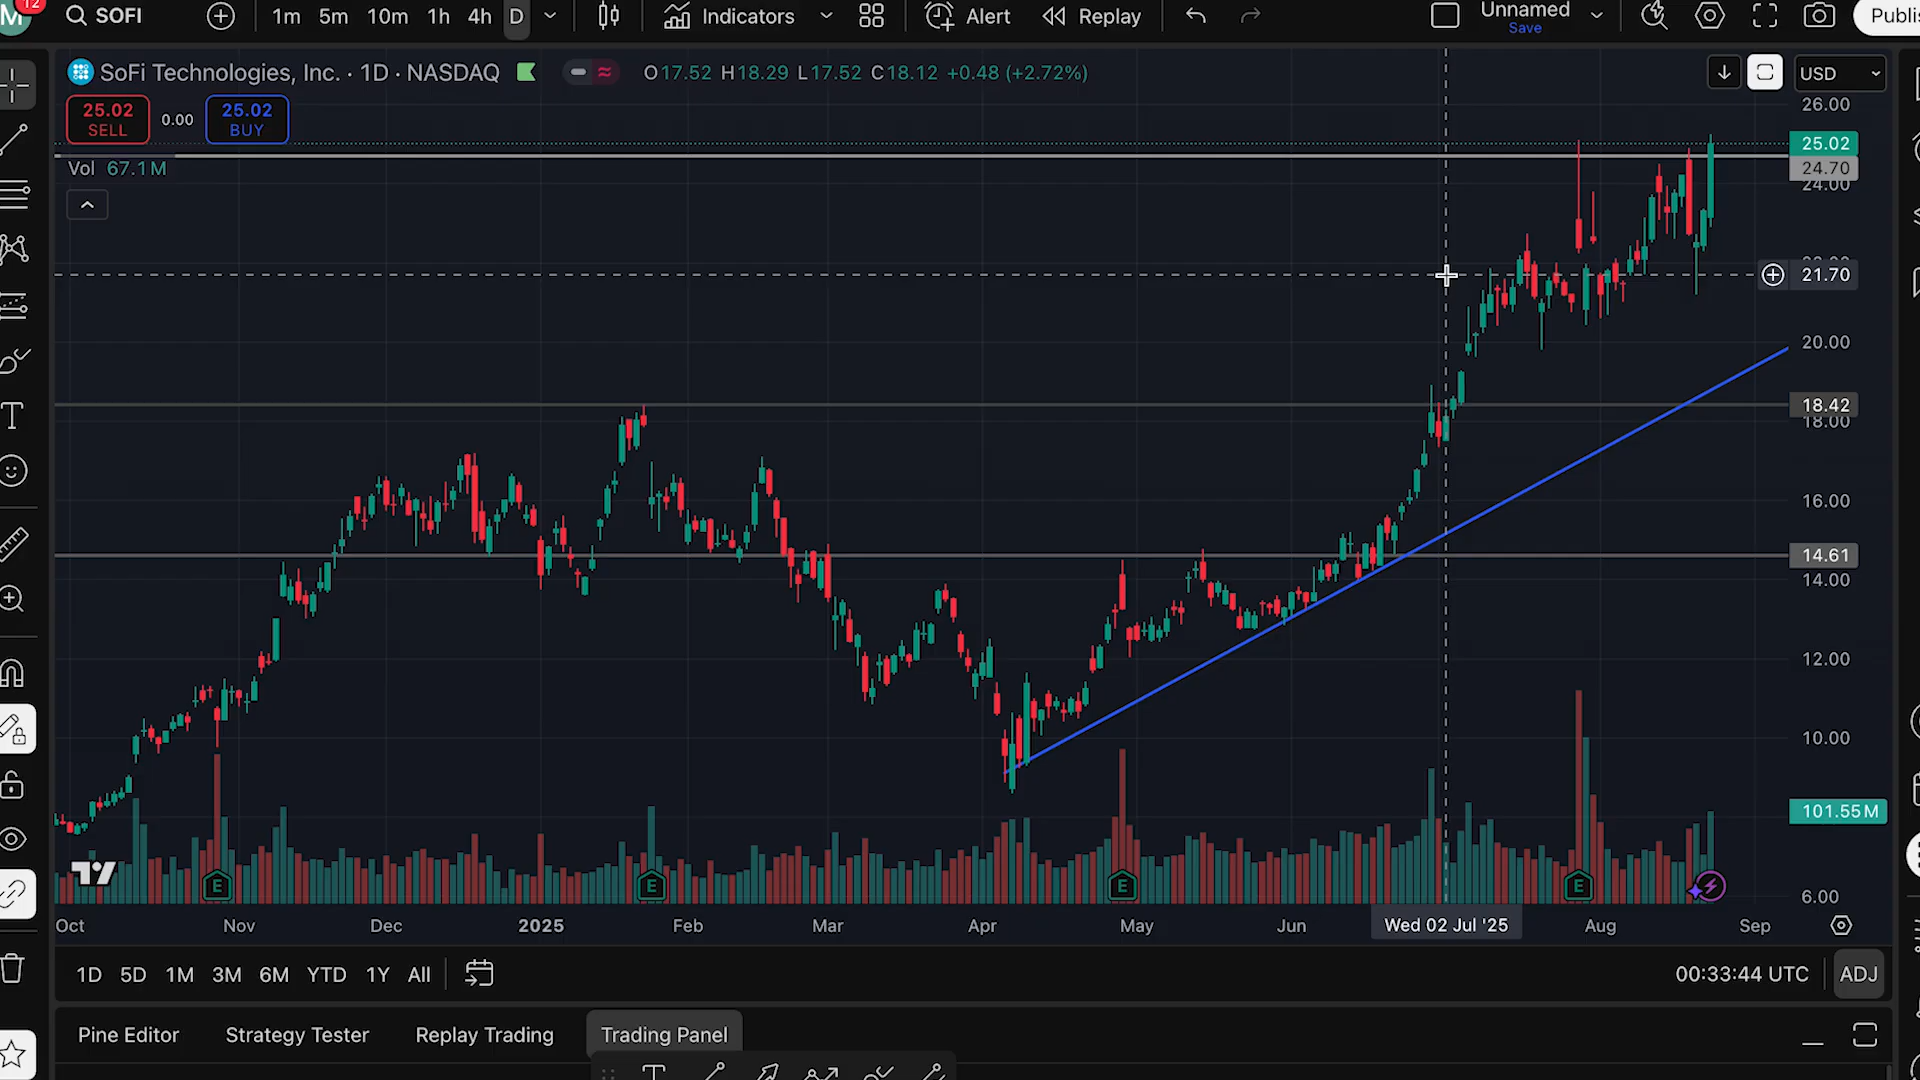 M 12 SOFI 1m 5m 10m 1h 4h D Indicators Alert Replay Unnamed
Save
SoFi Technologies, Inc. · 1D · NASDAQ O17.52 H18.29 L17.52 C18.12 +0.48 (+2.72%) USD
25.02 SELL 0.00 25.02 BUY
Vol 67.1M
26.00
25.02
24.70
24.00
21.70
20.00
18.42
18.00
16.00
14.61
14.00
12.00
10.00
101.55M
6.00
E E E E
Oct Nov Dec 2025 Feb Mar Apr May Jun Wed 02 Jul '25 Aug Sep
1D 5D 1M 3M 6M YTD 1Y All 00:33:44 UTC ADJ
Pine Editor Strategy Tester Replay Trading Trading Panel